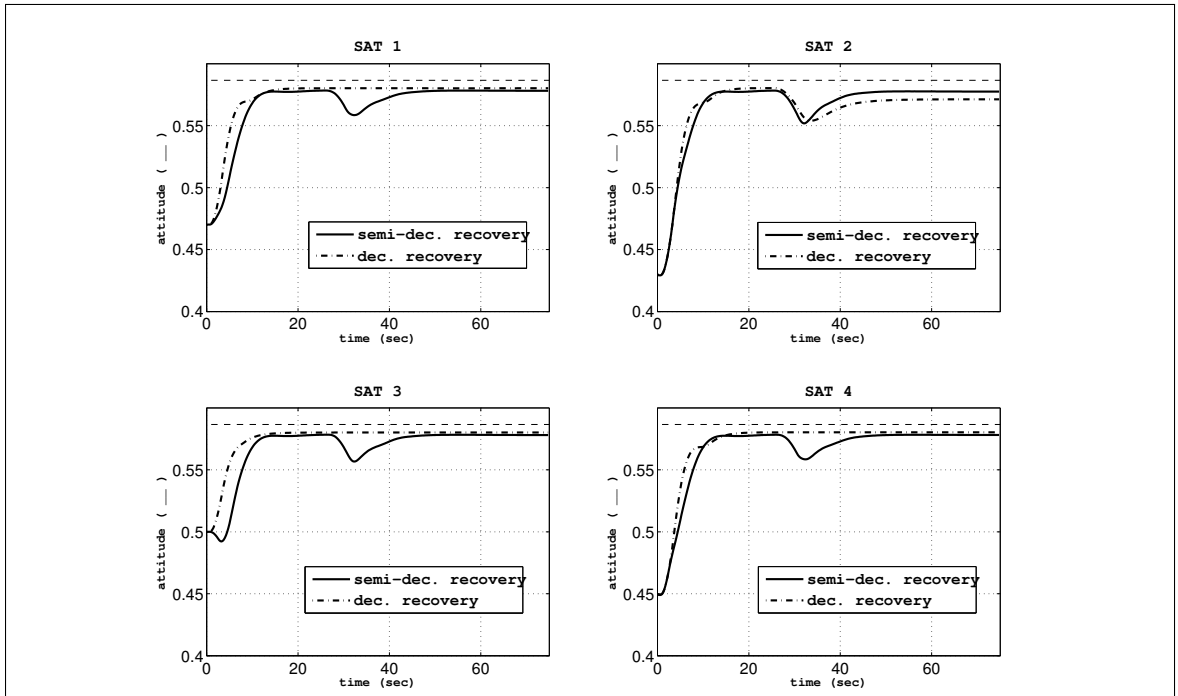 SAT 1
attitude ( __ )
0.55
0.5
0.45
0.4
semi-dec. recovery
dec. recovery
0 20 40 60
time (sec)
SAT 2
attitude ( __ )
0.55
0.5
0.45
0.4
semi-dec. recovery
dec. recovery
0 20 40 60
time (sec)
SAT 3
attitude ( __ )
0.55
0.5
0.45
0.4
semi-dec. recovery
dec. recovery
0 20 40 60
time (sec)
SAT 4
attitude ( __ )
0.55
0.5
0.45
0.4
semi-dec. recovery
dec. recovery
0 20 40 60
time (sec)